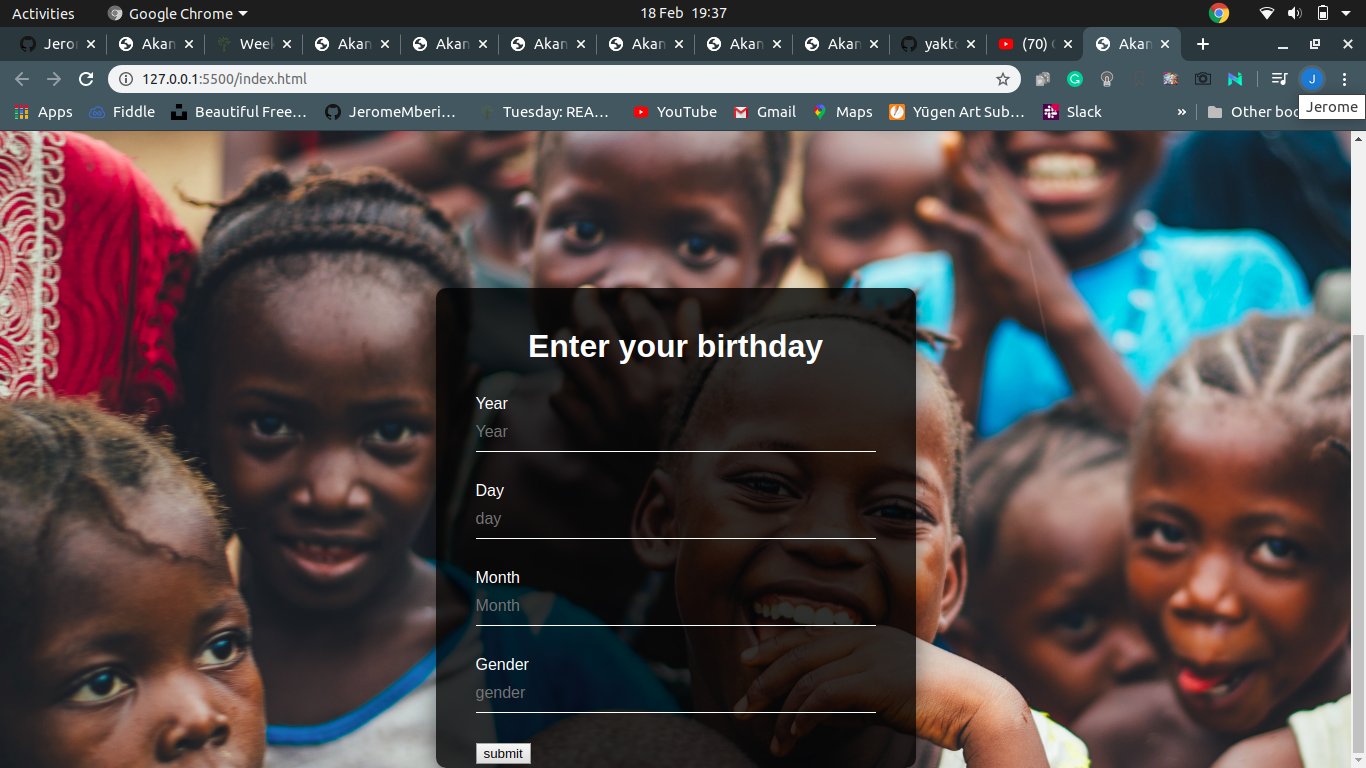 Activities Google Chrome 18 Feb 19:37
Jero Akan Week Akan Akan Akan Akan Akan Akan yakto (70) Akan
127.0.0.1:5500/index.html
Apps Fiddle Beautiful Free... JeromeMberi... Tuesday: REA... YouTube Gmail Maps Yūgen Art Sub... Slack » Other boo
Jerome
Enter your birthday
Year
Year
Day
day
Month
Month
Gender
gender
submit